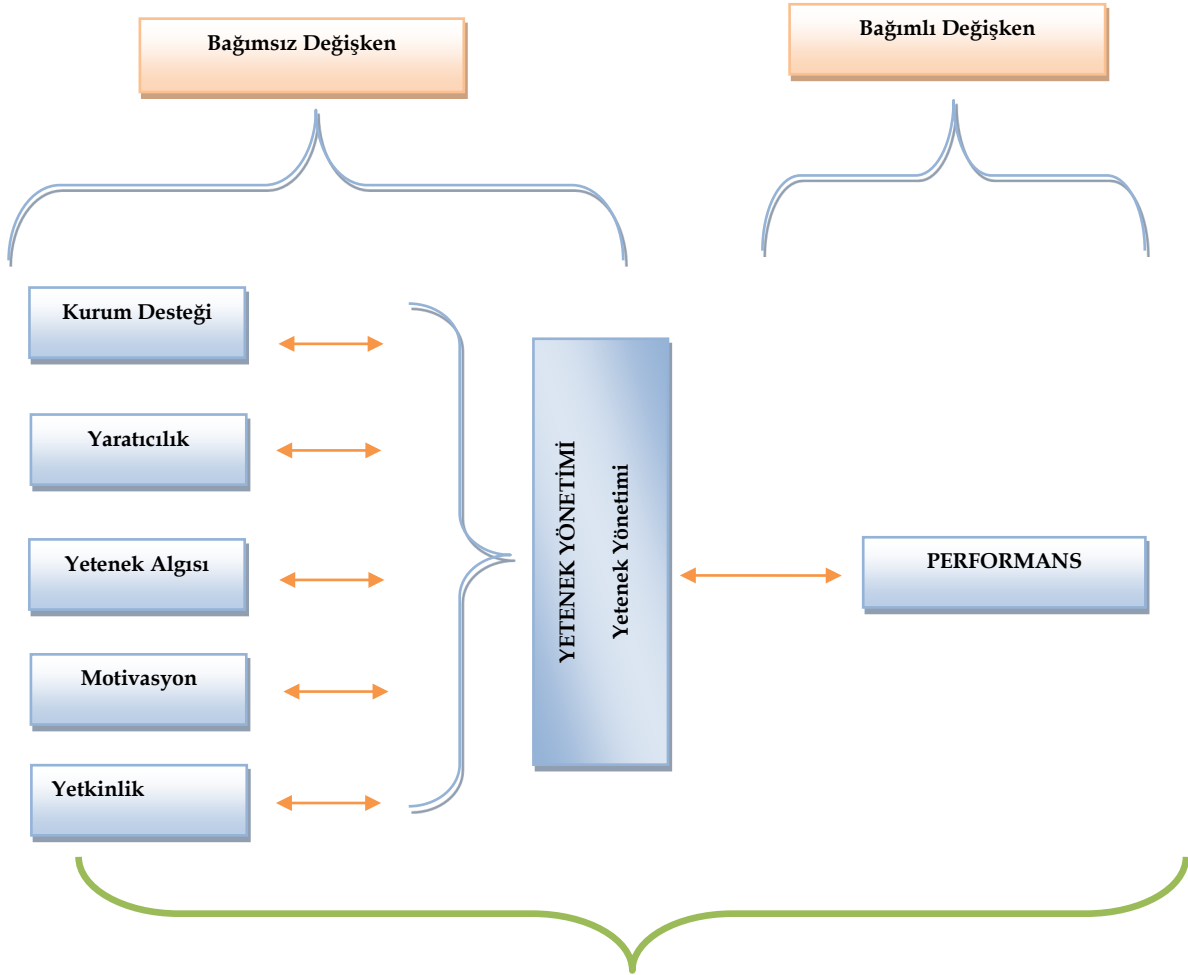 Bağımsız Değişken
Bağımlı Değişken
Kurum Desteği
Yaratıcılık
Yetenek Algısı
Motivasyon
Yetkinlik
YETENEK YÖNETİMİ
Yetenek Yönetimi
PERFORMANS